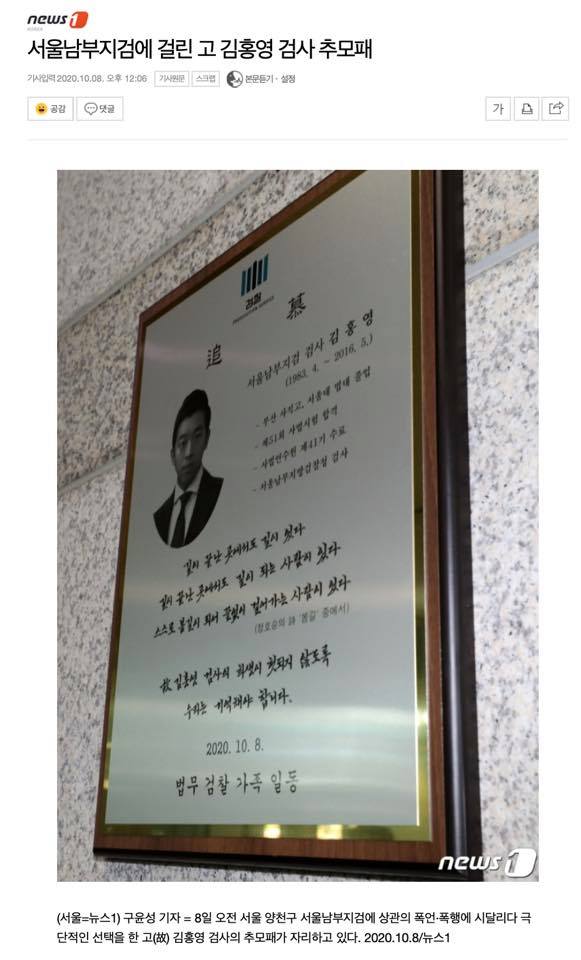 news1
KOREA
서울남부지검에 걸린 고 김홍영 검사 추모패
기사입력 2020.10.08. 오후 12:06 기사원문 스크랩 본문듣기 · 설정
공감 댓글 가
검찰
PROSECUTION SERVICE
追 慕
서울남부지검 검사 김 홍 영
(1983. 4. ~ 2016. 5.)
- 부산 사직고, 서울대 법대 졸업
- 제51회 사법시험 합격
- 사법연수원 제41기 수료
- 서울남부지방검찰청 검사
길이 끝난 곳에서도 길이 있다
길이 끝난 곳에서도 길이 되는 사람이 있다
스스로 봄길이 되어 끝없이 걸어가는 사람이 있다
(정호승의 詩 '봄길' 중에서)
故 김홍영 검사의 희생이 헛되지 않도록
우리는 기억해야 합니다.
2020. 10. 8.
법무 검찰 가족 일동
news1
(서울=뉴스1) 구윤성 기자 = 8일 오전 서울 양천구 서울남부지검에 상관의 폭언·폭행에 시달리다 극
단적인 선택을 한 고(故) 김홍영 검사의 추모패가 자리하고 있다. 2020.10.8/뉴스1